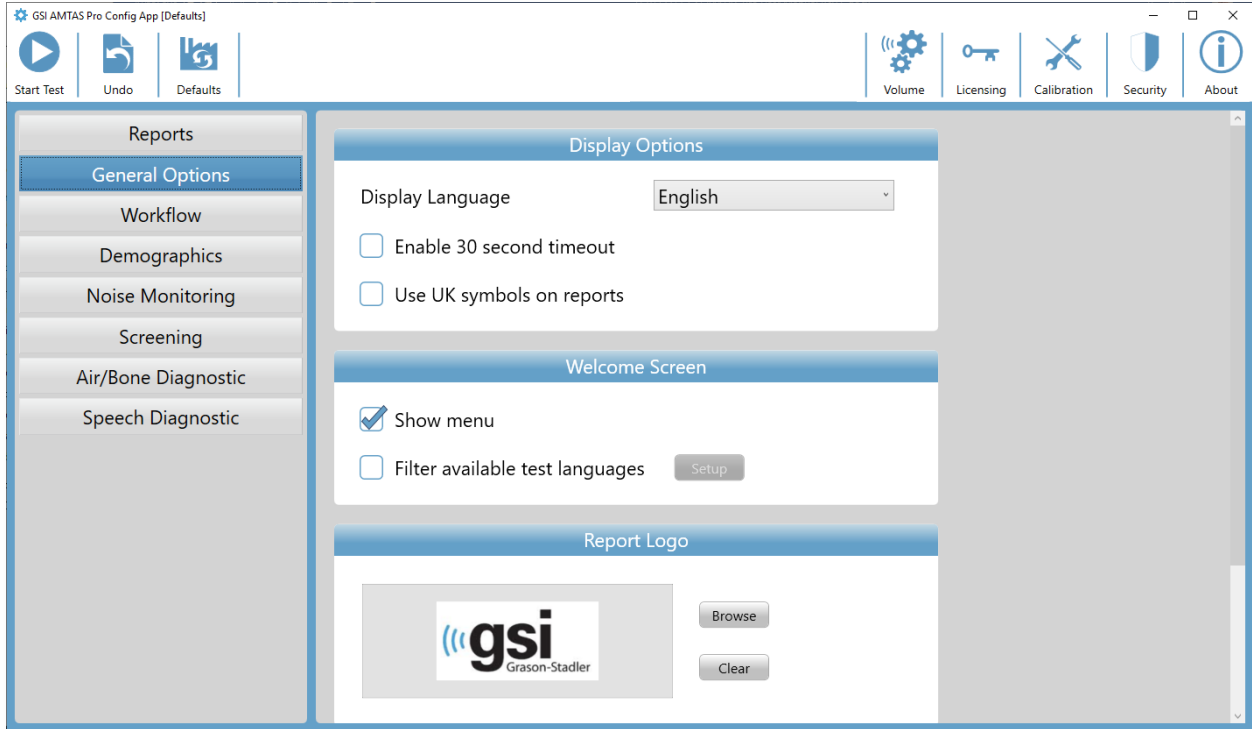 GSI AMTAS Pro Config App [Defaults]
Start Test
Undo
Defaults
Volume
Licensing
Calibration
Security
About
Reports
General Options
Workflow
Demographics
Noise Monitoring
Screening
Air/Bone Diagnostic
Speech Diagnostic
Display Options
Display Language
English
Enable 30 second timeout
Use UK symbols on reports
Welcome Screen
Show menu
Filter available test languages
Setup
Report Logo
gsi
Grason-Stadler
Browse
Clear